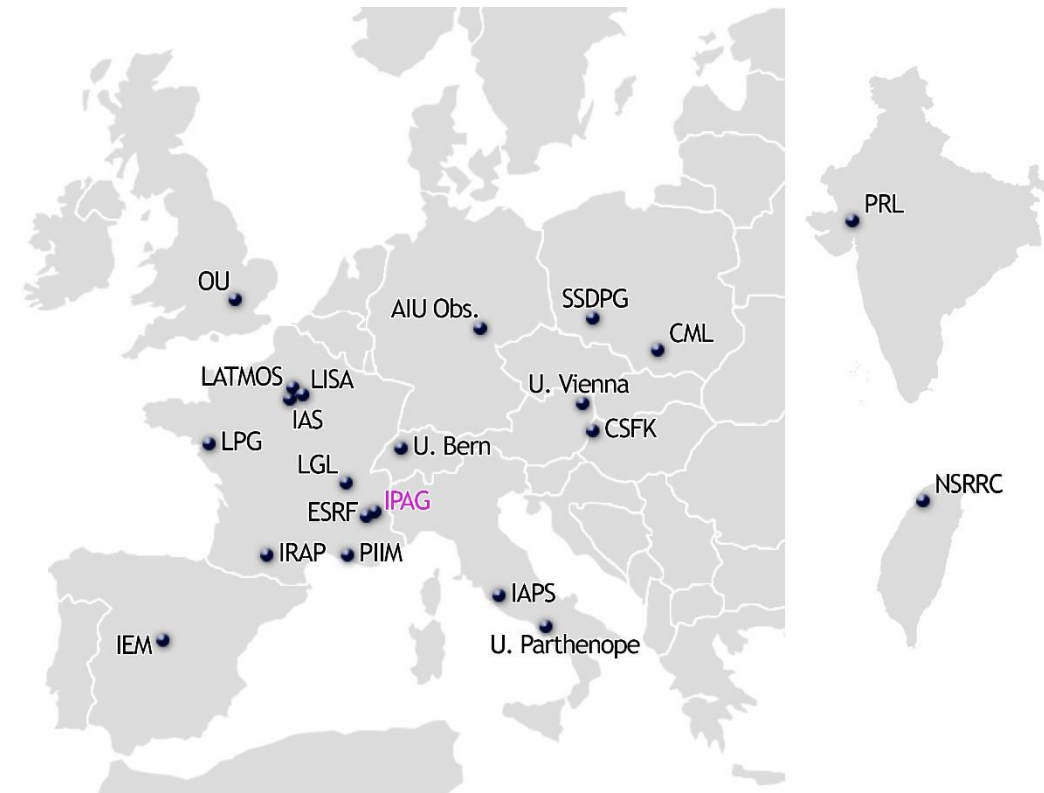 PRL
OU
SSDPG
AIU Obs.
CML
LATMOS
LISA
U. Vienna
IAS
CSFK
LPG
U. Bern
LGL
NSRRC
IPAG
ESRF
IRAP
PIIM
IAPS
IEM
U. Parthenope